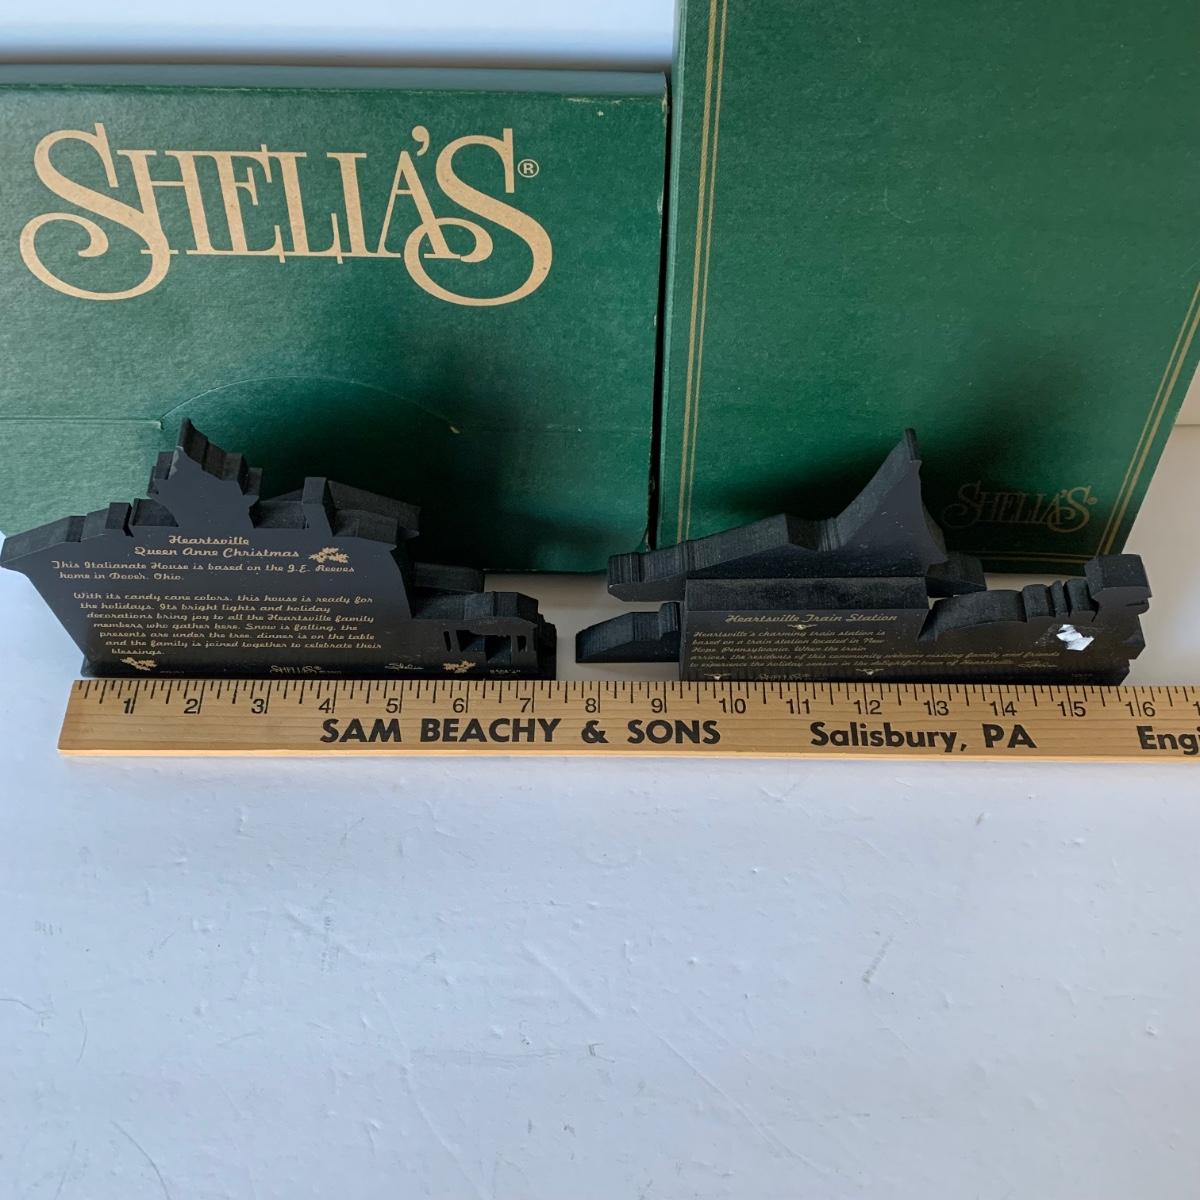 SHELIA'S®
SHELIA'S®
Heartsville
Queen Anne Christmas
This Italianate House is based on the J.E. Reeves
home in Dover, Ohio.
With its candy cane colors, this house is ready for
the holidays. Its bright lights and holiday
decorations bring joy to all the Heartsville family
members who gather here. Snow is falling, the
presents are under the tree, dinner is on the table
and the family is joined together to celebrate their
blessings.
SHELIA'S
Shelia
Heartsville Train Station
Heartsville's charming train station is
based on a train station located in New
Hope, Pennsylvania. When the train
arrives, the residents of this community
to experience the holiday season in the delightful town of Heartsville.
SHELIA'S
1 2 3 4 5 6 7 8 9 10 11 12 13 14 15 16
SAM BEACHY & SONS Salisbury, PA Engi